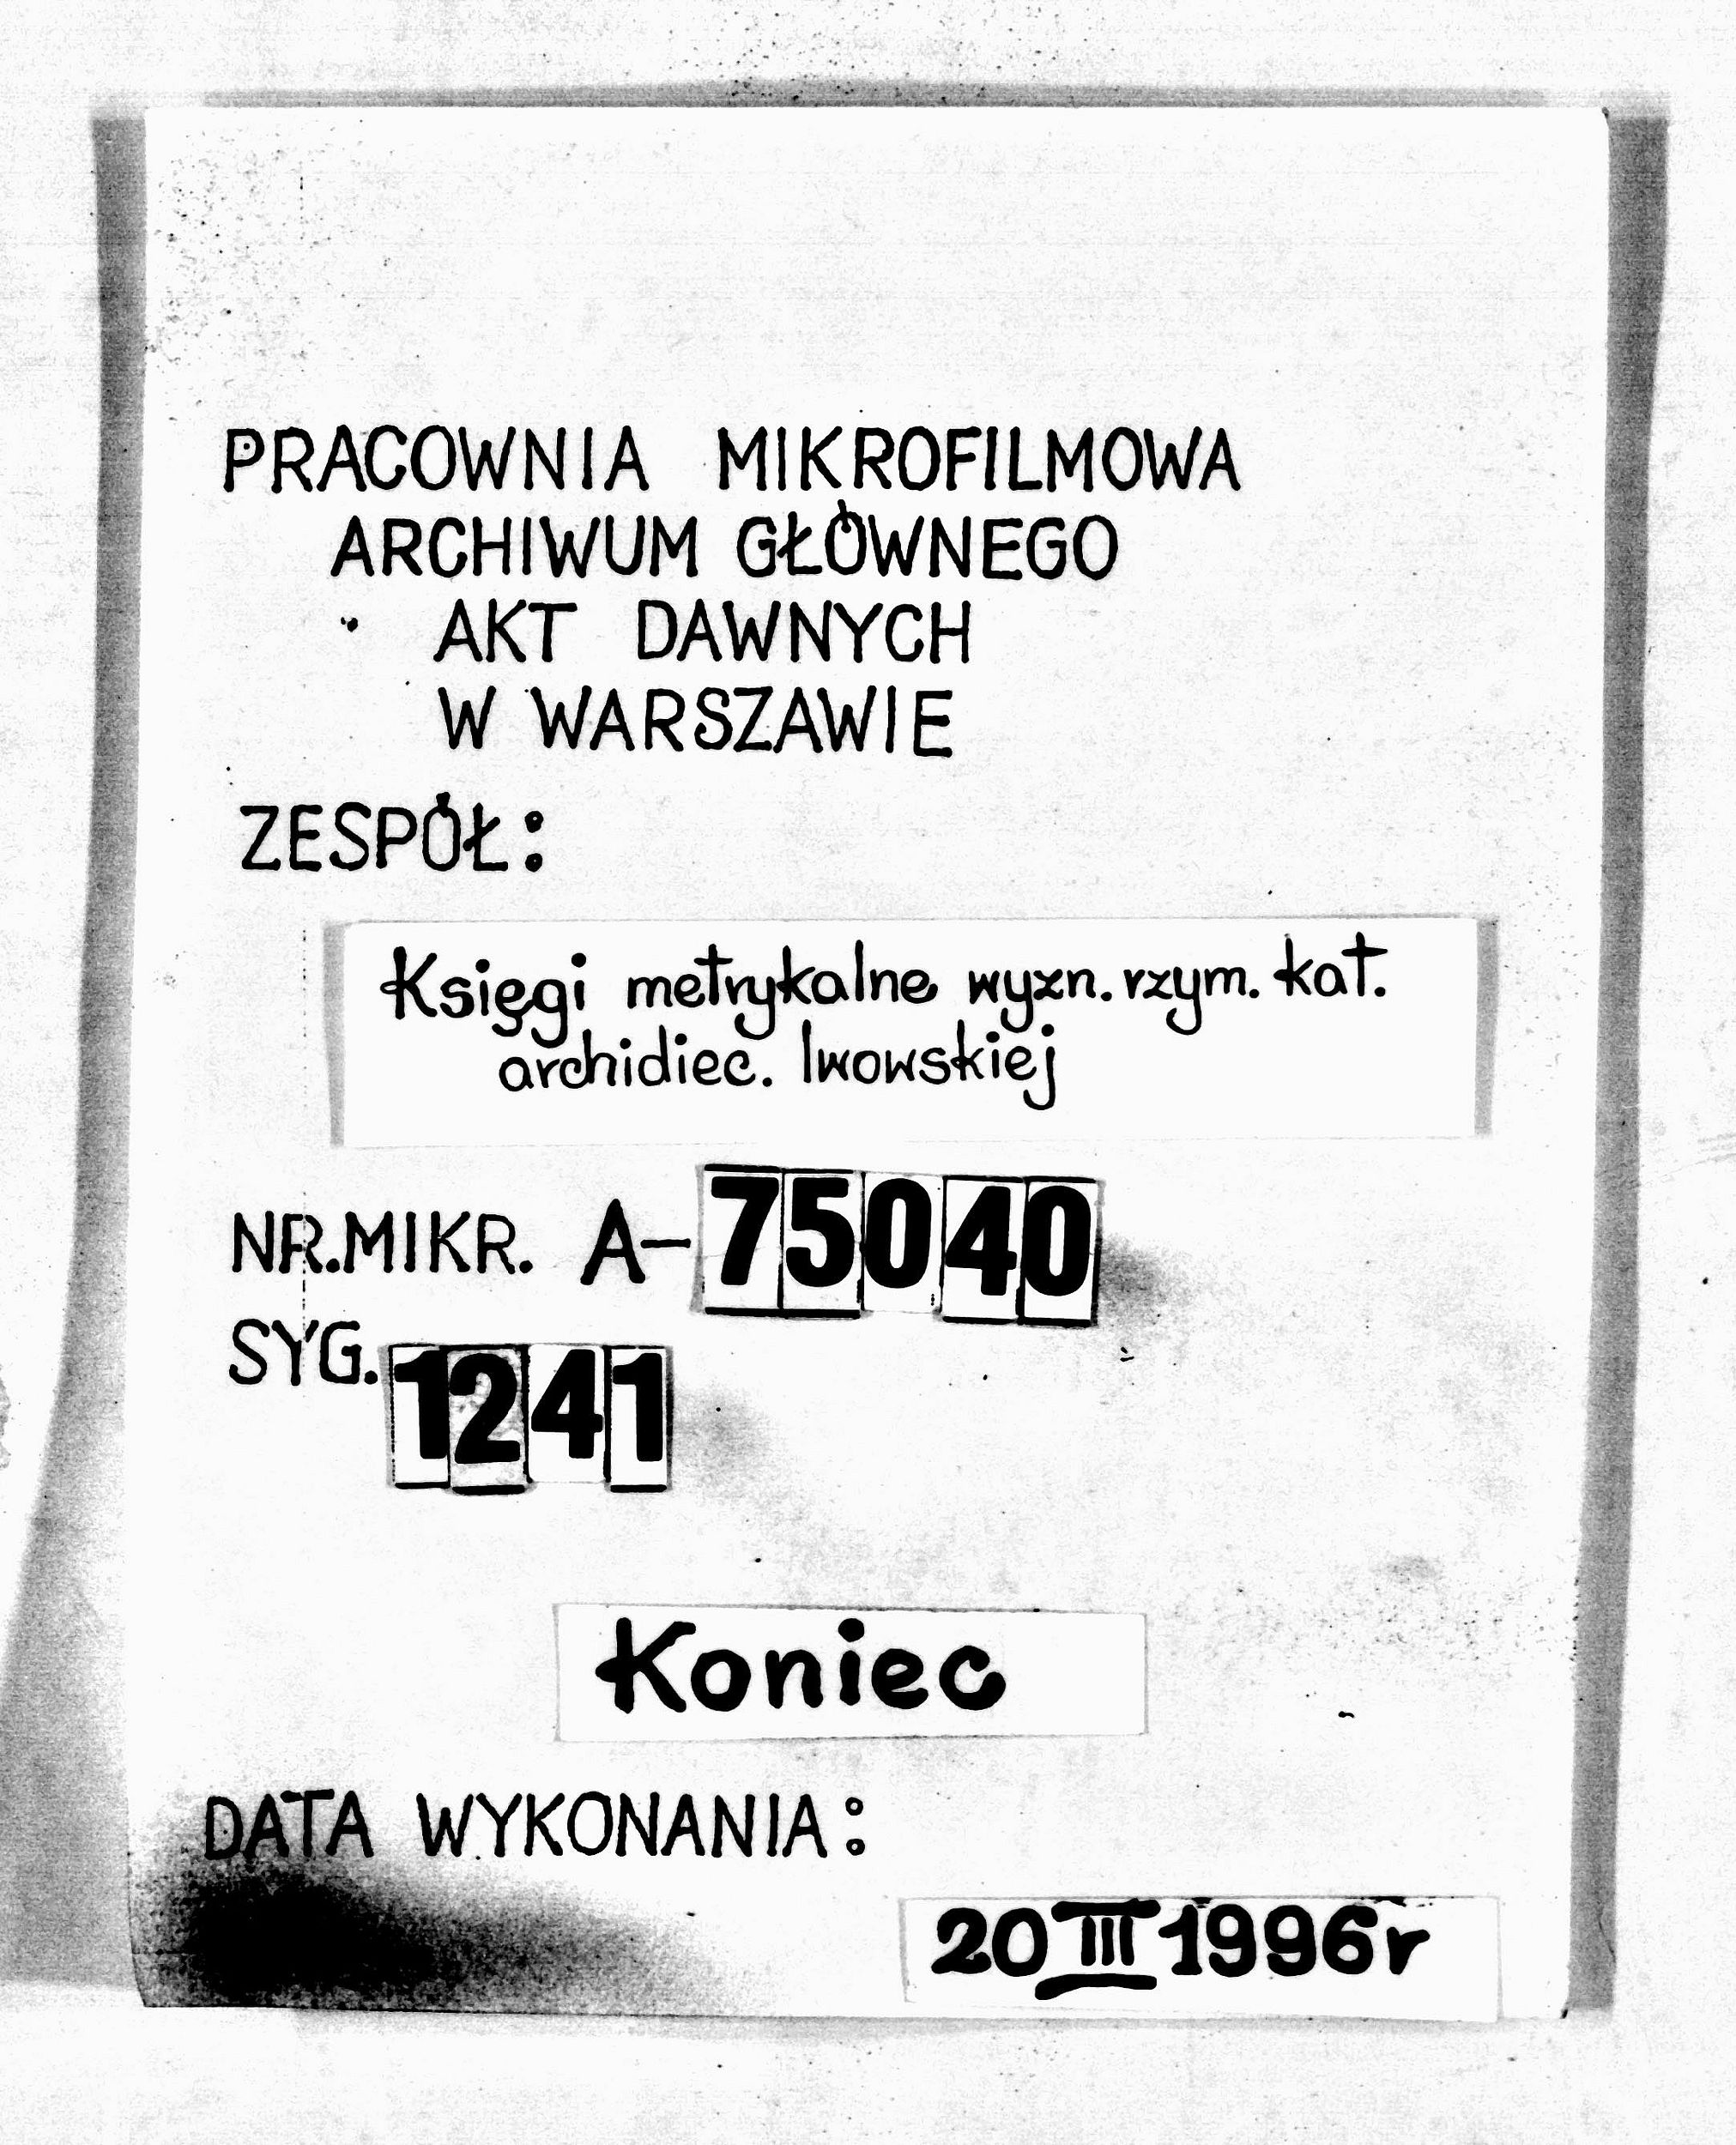 PRACOWNIA MIKROFILMOWA
ARCHIWUM GŁÓWNEGO
AKT DAWNYCH
W WARSZAWIE
ZESPÓŁ:
Księgi metrykalne wyzn. rzym. kat.
archidiec. lwowskiej
NR.MIKR. A-75040
SYG. 1241
Koniec
DATA WYKONANIA:
20 III 1996r